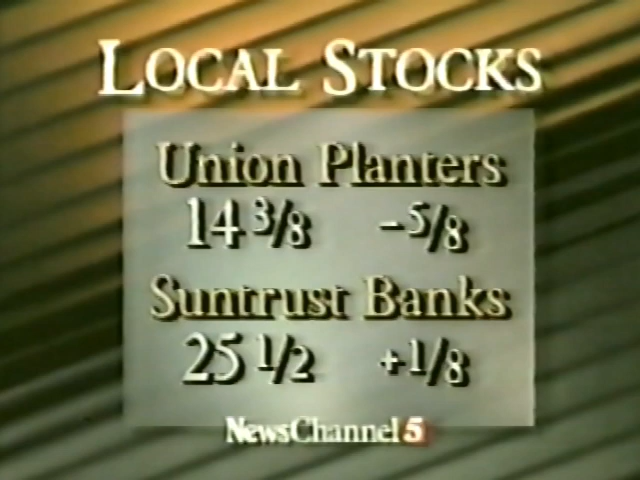 LOCAL STOCKS
Union Planters
14 3/8 -5/8
Suntrust Banks
25 1/2 +1/8
NewsChannel 5